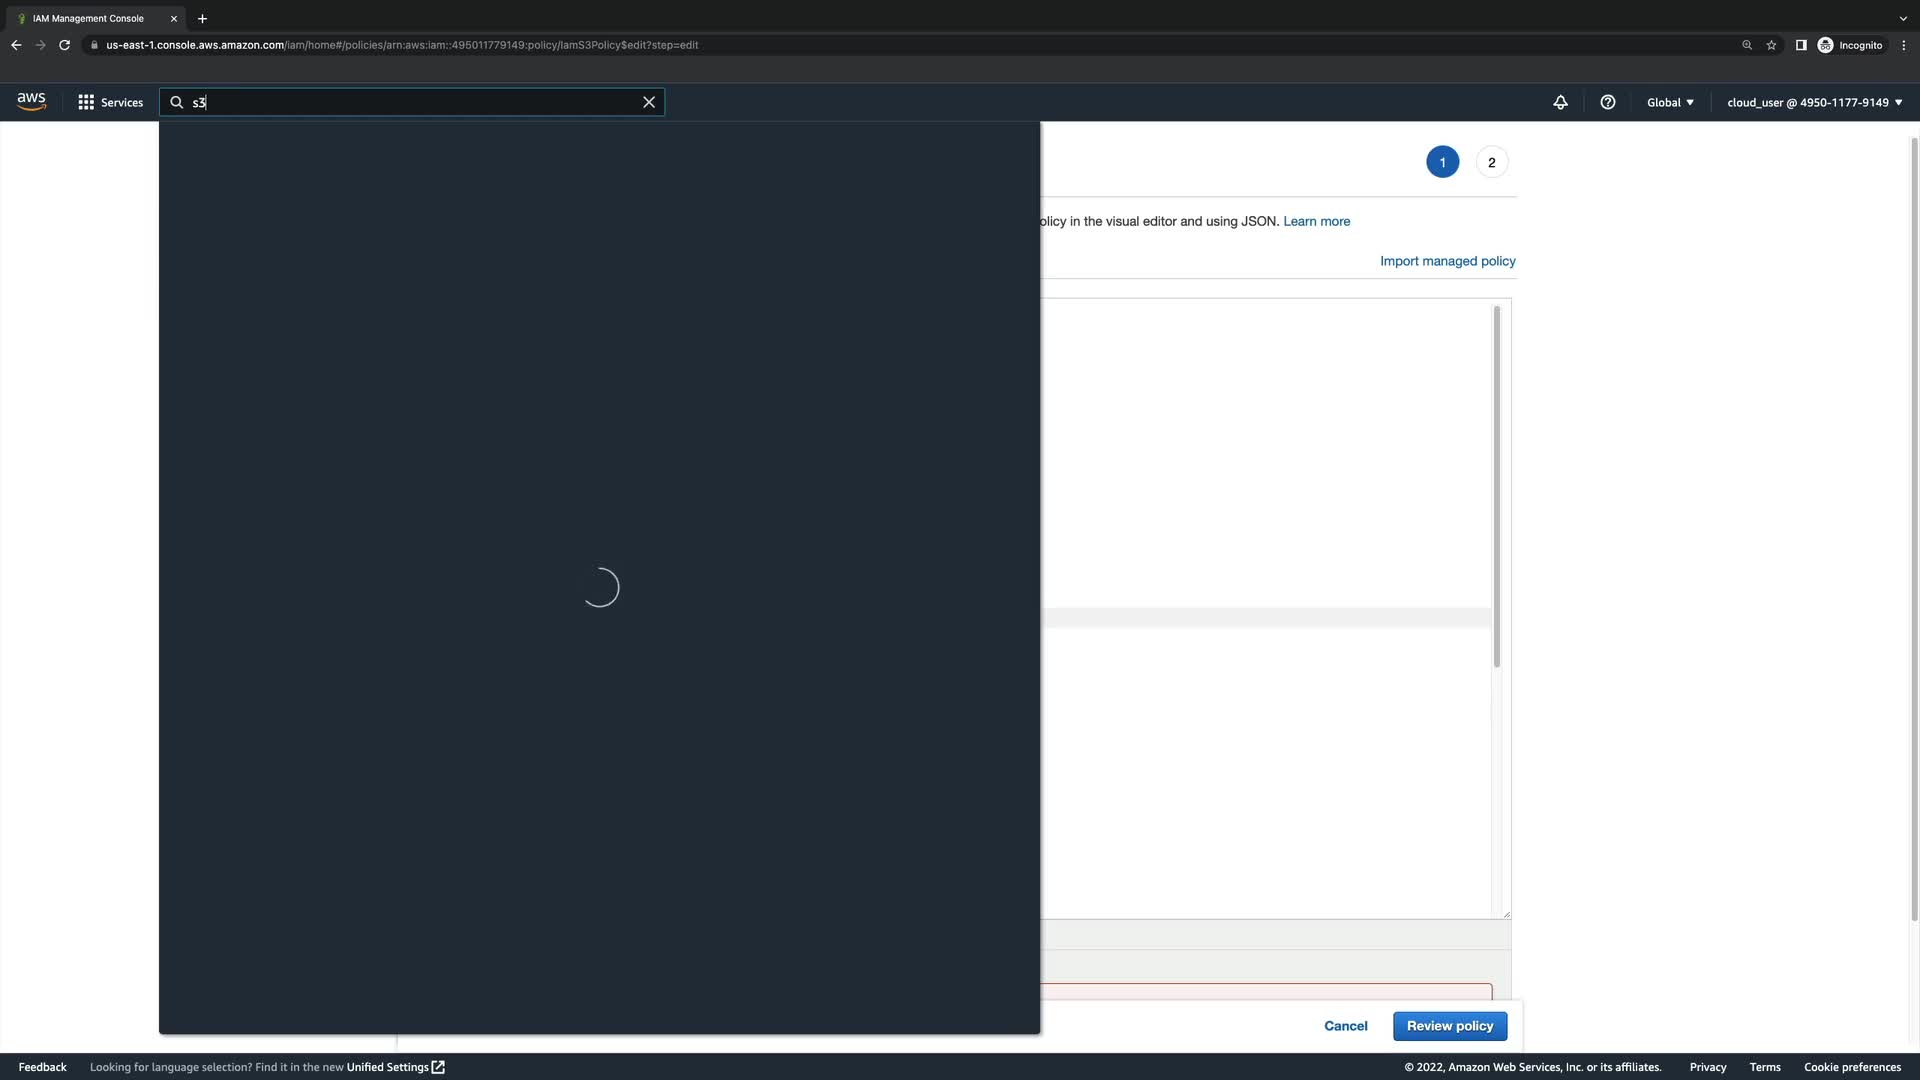 IAM Management Console
us-east-1.console.aws.amazon.com/iam/home#/policies/arn:aws:iam::495011779149:policy/IamS3Policy$edit?step=edit
Incognito
aws
Services
s3
Global
cloud_user @ 4950-1177-9149
1
2
olicy in the visual editor and using JSON. Learn more
Import managed policy
Cancel
Review policy
Feedback
Looking for language selection? Find it in the new Unified Settings
© 2022, Amazon Web Services, Inc. or its affiliates.
Privacy
Terms
Cookie preferences